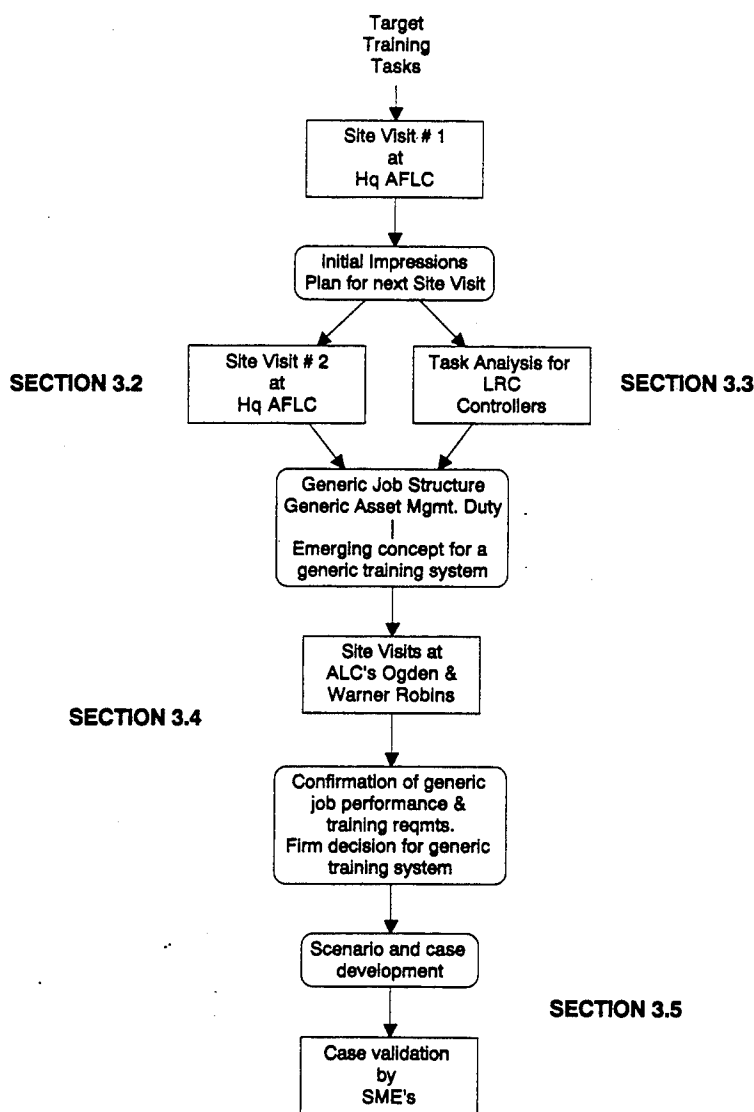 Target
Training
Tasks
Site Visit # 1
at
Hq AFLC
Initial Impressions
Plan for next Site Visit
SECTION 3.2
Site Visit # 2
at
Hq AFLC
Task Analysis for
LRC
Controllers
SECTION 3.3
Generic Job Structure
Generic Asset Mgmt. Duty
Emerging concept for a
generic training system
Site Visits at
ALC's Ogden &
Warner Robins
SECTION 3.4
Confirmation of generic
job performance &
training reqmts.
Firm decision for generic
training system
Scenario and case
development
SECTION 3.5
Case validation
by
SME's